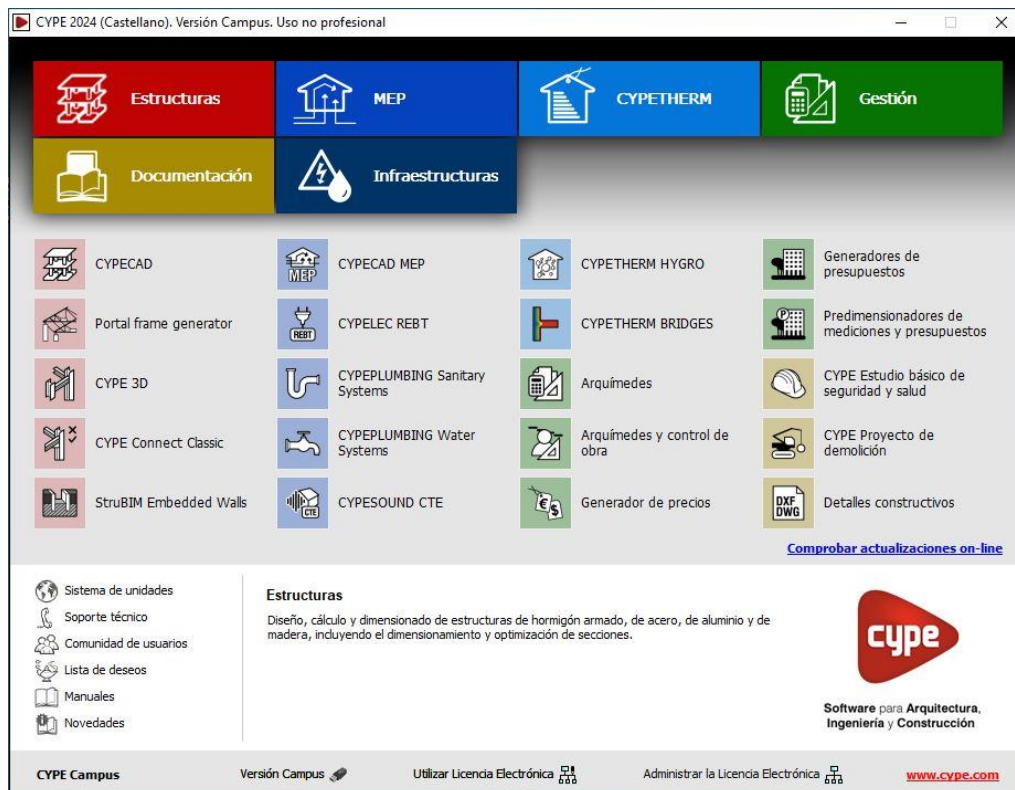 CYPE 2024 (Castellano). Versión Campus. Uso no profesional
Estructuras
MEP
CYPETHERM
Gestión
Documentación
Infraestructuras
CYPECAD
MEP
CYPECAD MEP
CYPETHERM HYGRO
Generadores de
presupuestos
Portal frame generator
REBT
CYPELEC REBT
CYPETHERM BRIDGES
P
Predimensionadores de
mediciones y presupuestos
CYPE 3D
CYPEPLUMBING Sanitary
Systems
Arquímedes
CYPE Estudio básico de
seguridad y salud
CYPE Connect Classic
CYPEPLUMBING Water
Systems
Arquímedes y control de
obra
CYPE Proyecto de
demolición
StruBIM Embedded Walls
CTE
CYPESOUND CTE
€ $
Generador de precios
DXF
DWG
Detalles constructivos
Comprobar actualizaciones on-line
Sistema de unidades
Soporte técnico
Comunidad de usuarios
Lista de deseos
Manuales
Novedades
Estructuras
Diseño, cálculo y dimensionado de estructuras de hormigón armado, de acero, de aluminio y de
madera, incluyendo el dimensionamiento y optimización de secciones.
cype
Software para Arquitectura,
Ingeniería y Construcción
CYPE Campus
Versión Campus
Utilizar Licencia Electrónica
Administrar la Licencia Electrónica
www.cype.com